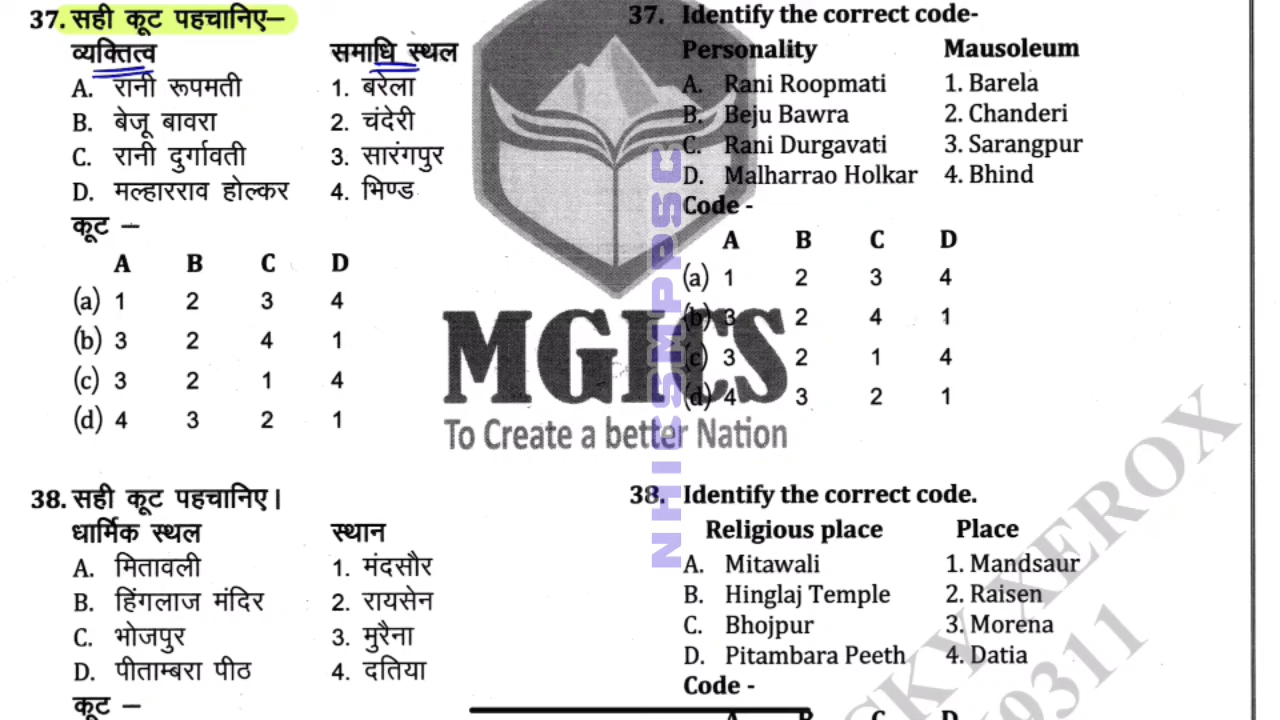 37. सही कूट पहचानिए–
व्यक्तित्व समाधि स्थल
A. रानी रूपमती 1. बरेला
B. बेजू बावरा 2. चंदेरी
C. रानी दुर्गावती 3. सारंगपुर
D. मल्हारराव होल्कर 4. भिण्ड
कूट –
A B C D
(a) 1 2 3 4
(b) 3 2 4 1
(c) 3 2 1 4
(d) 4 3 2 1
38. सही कूट पहचानिए।
धार्मिक स्थल स्थान
A. मितावली 1. मंदसौर
B. हिंगलाज मंदिर 2. रायसेन
C. भोजपुर 3. मुरैना
D. पीताम्बरा पीठ 4. दतिया
कूट –
37. Identify the correct code-
Personality Mausoleum
A. Rani Roopmati 1. Barela
B. Beju Bawra 2. Chanderi
C. Rani Durgavati 3. Sarangpur
D. Malharrao Holkar 4. Bhind
Code -
A B C D
(a) 1 2 3 4
(b) 3 2 4 1
(c) 3 2 1 4
(d) 4 3 2 1
38. Identify the correct code.
Religious place Place
A. Mitawali 1. Mandsaur
B. Hinglaj Temple 2. Raisen
C. Bhojpur 3. Morena
D. Pitambara Peeth 4. Datia
Code -
A B C D
MGICS
To Create a better Nation
NHICSMPPSC
CKY XEROX
0311